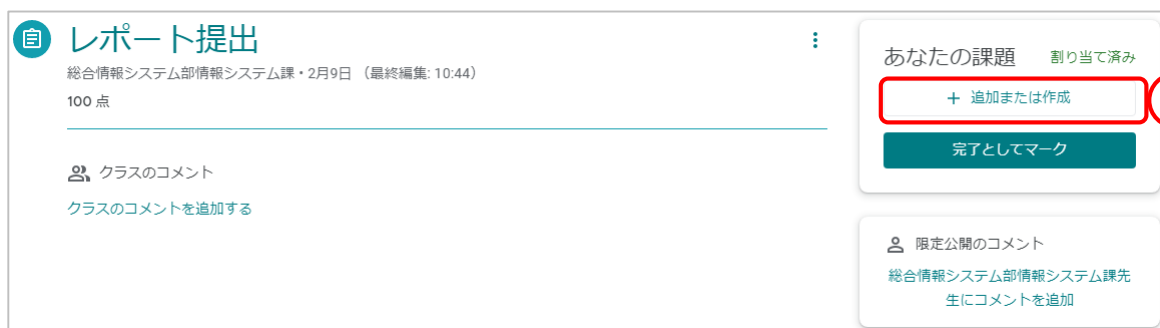 レポート提出
総合情報システム部情報システム課・2月9日 （最終編集: 10:44）
100 点
クラスのコメント
クラスのコメントを追加する
あなたの課題 割り当て済み
+ 追加または作成
完了としてマーク
限定公開のコメント
総合情報システム部情報システム課先
生にコメントを追加